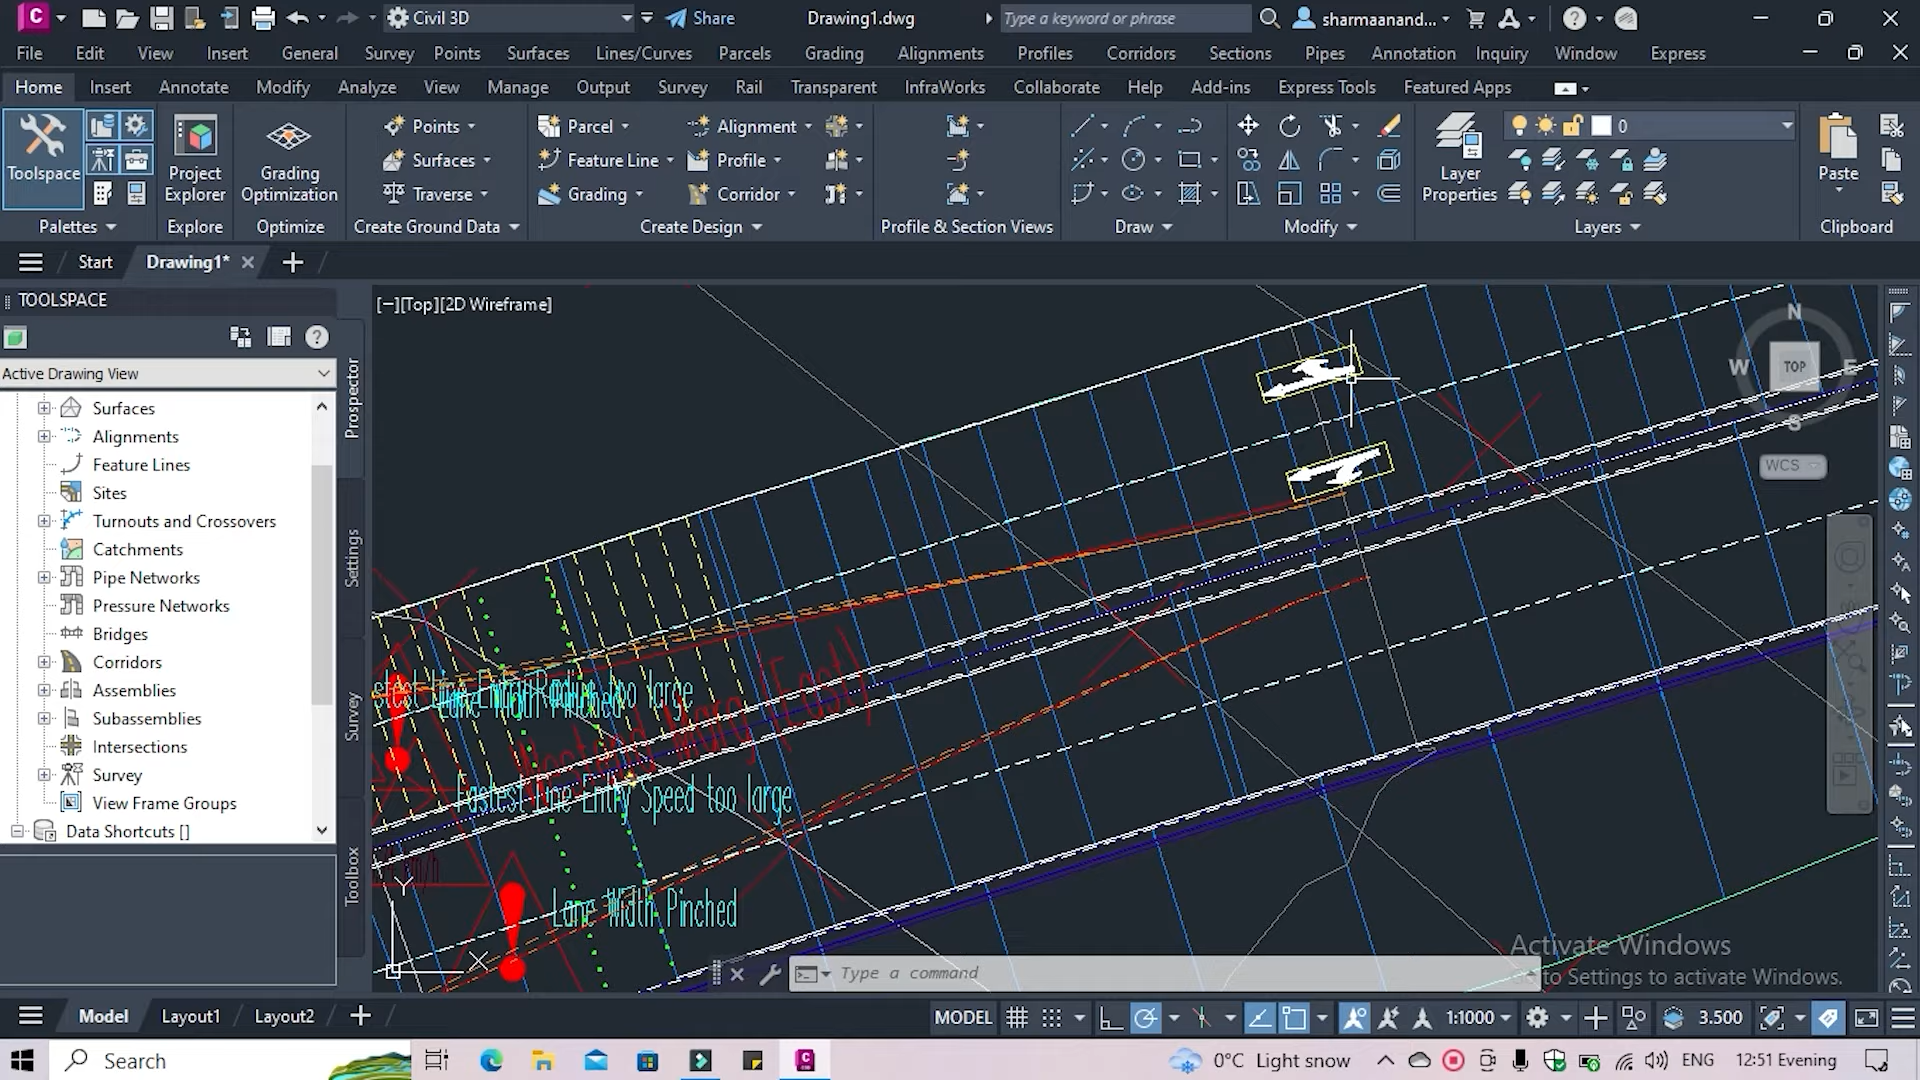 Civil 3D
Share
Drawing1.dwg
Type a keyword or phrase
sharmaanand...
File Edit View Insert General Survey Points Surfaces Lines/Curves Parcels Grading Alignments Profiles Corridors Sections Pipes Annotation Inquiry Window Express
Home Insert Annotate Modify Analyze View Manage Output Survey Rail Transparent InfraWorks Collaborate Help Add-ins Express Tools Featured Apps
Toolspace
Project Explorer
Grading Optimization
Points
Surfaces
Traverse
Parcel
Feature Line
Grading
Alignment
Profile
Corridor
Layer Properties
0
Paste
Palettes Explore Optimize Create Ground Data Create Design Profile & Section Views Draw Modify Layers Clipboard
Start Drawing1*
TOOLSPACE
[−][Top][2D Wireframe]
Active Drawing View
Surfaces
Alignments
Feature Lines
Sites
Turnouts and Crossovers
Catchments
Pipe Networks
Pressure Networks
Bridges
Corridors
Assemblies
Subassemblies
Intersections
Survey
View Frame Groups
Data Shortcuts []
Prospector
Settings
Survey
Toolbox
N
W TOP E
S
WCS
Lane Width Pinched
Westend Marg (East)
Fastest Line Entry Speed too large
Lane Width Pinched
km/h
Y
X
Type a command
Activate Windows
Go to Settings to activate Windows.
Model Layout1 Layout2
MODEL
1:1000
3.500
Search
0°C Light snow
ENG
12:51 Evening